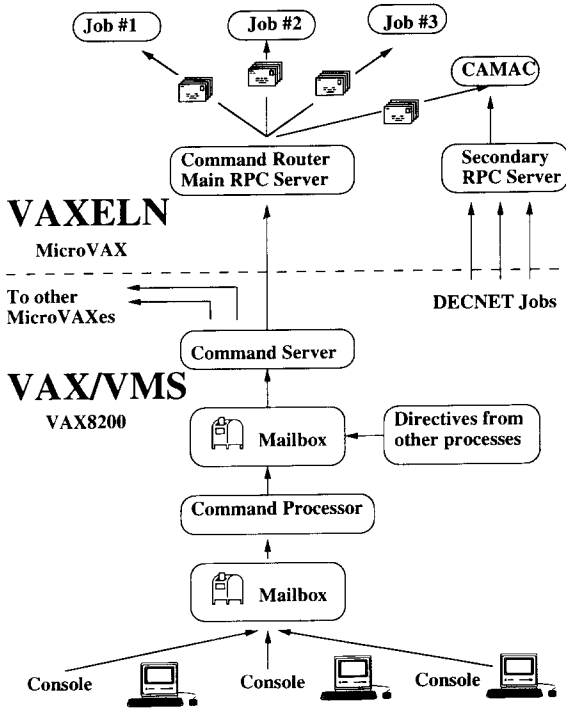 Job #1
Job #2
Job #3
CAMAC
Command Router
Main RPC Server
Secondary
RPC Server
VAXELN
MicroVAX
To other
MicroVAXes
DECNET Jobs
Command Server
VAX/VMS
VAX8200
Mailbox
Directives from
other processes
Command Processor
Mailbox
Console
Console
Console